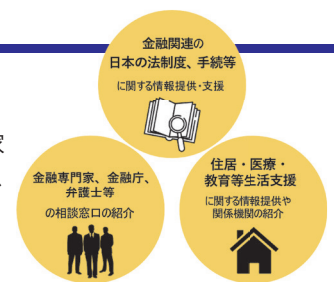 金融関連の
日本の法制度、手続等
に関する情報提供・支援
家
金融専門家、金融庁、
弁護士等
の相談窓口の紹介
住居・医療・
教育等生活支援
に関する情報提供や
関係機関の紹介